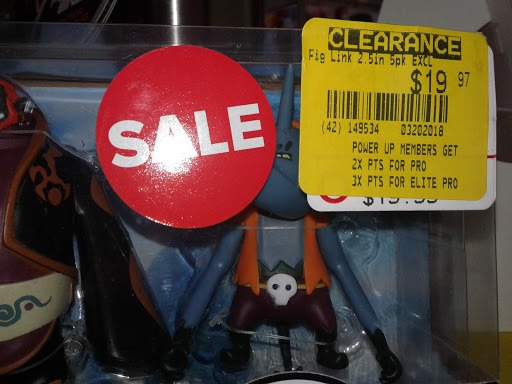 CLEARANCE
Fig Link 2.5in 5pk EXCL
$19 97
(42) 149534 03202018
POWER UP MEMBERS GET
2X PTS FOR PRO
3X PTS FOR ELITE PRO
SALE